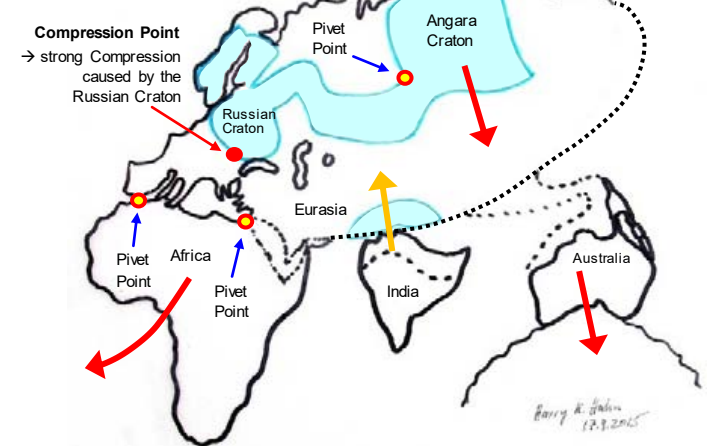 Compression Point
→ strong Compression
caused by the
Russian Craton
Pivet
Point
Angara
Craton
Russian
Craton
Eurasia
Pivet
Point
Africa
Pivet
Point
India
Australia
Harry K. Hahn
17.9.2015